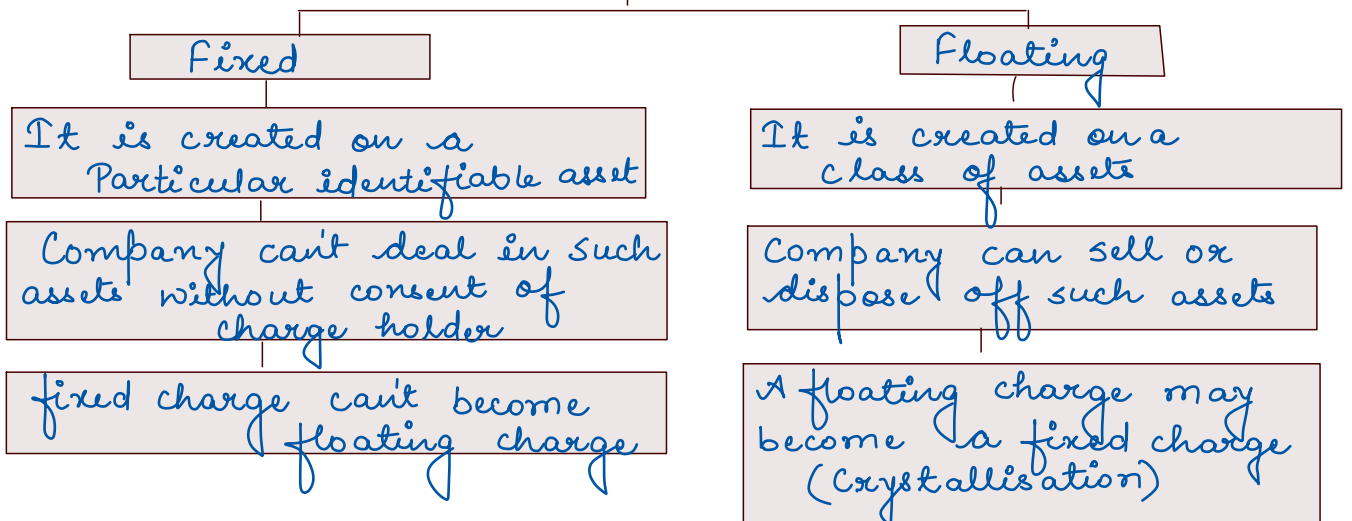 Fixed
It is created on a
Particular identifiable asset
Company can't deal in such
assets without consent of
charge holder
fixed charge can't become
floating charge
Floating
It is created on a
class of assets
Company can sell or
dispose off such assets
A floating charge may
become a fixed charge
(Crystallisation)